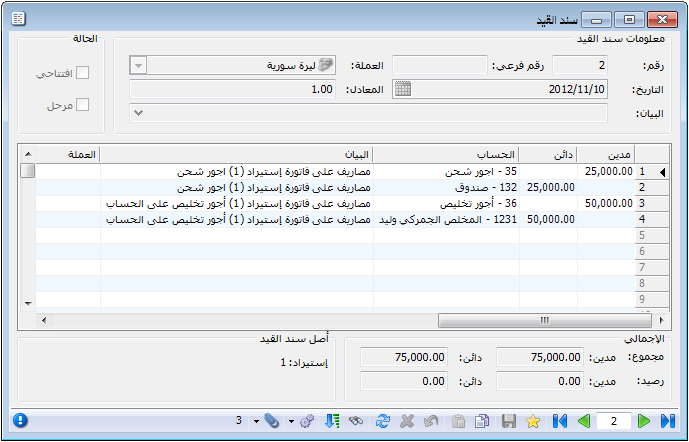 سند القيد
معلومات سند القيد
الحالة
رقم: 2 رقم فرعي: العملة: ليرة سورية
افتتاحي
التاريخ: 2012/11/10 المعادل: 1.00
مرحل
البيان:
مدين دائن الحساب البيان العملة
1 25,000.00 35 - اجور شحن مصاريف على فاتورة إستيراد (1) اجور شحن
2 25,000.00 132 - صندوق مصاريف على فاتورة إستيراد (1) اجور شحن
3 50,000.00 36 - أجور تخليص مصاريف على فاتورة إستيراد (1) أجور تخليص على الحساب
4 50,000.00 1231 - المخلص الجمركي وليد مصاريف على فاتورة إستيراد (1) أجور تخليص على الحساب
5
6
7
8
9
الإجمالي
أصل سند القيد
مجموع: مدين: 75,000.00 دائن: 75,000.00
إستيراد: 1
رصيد: مدين: 0.00 دائن: 0.00
2
3